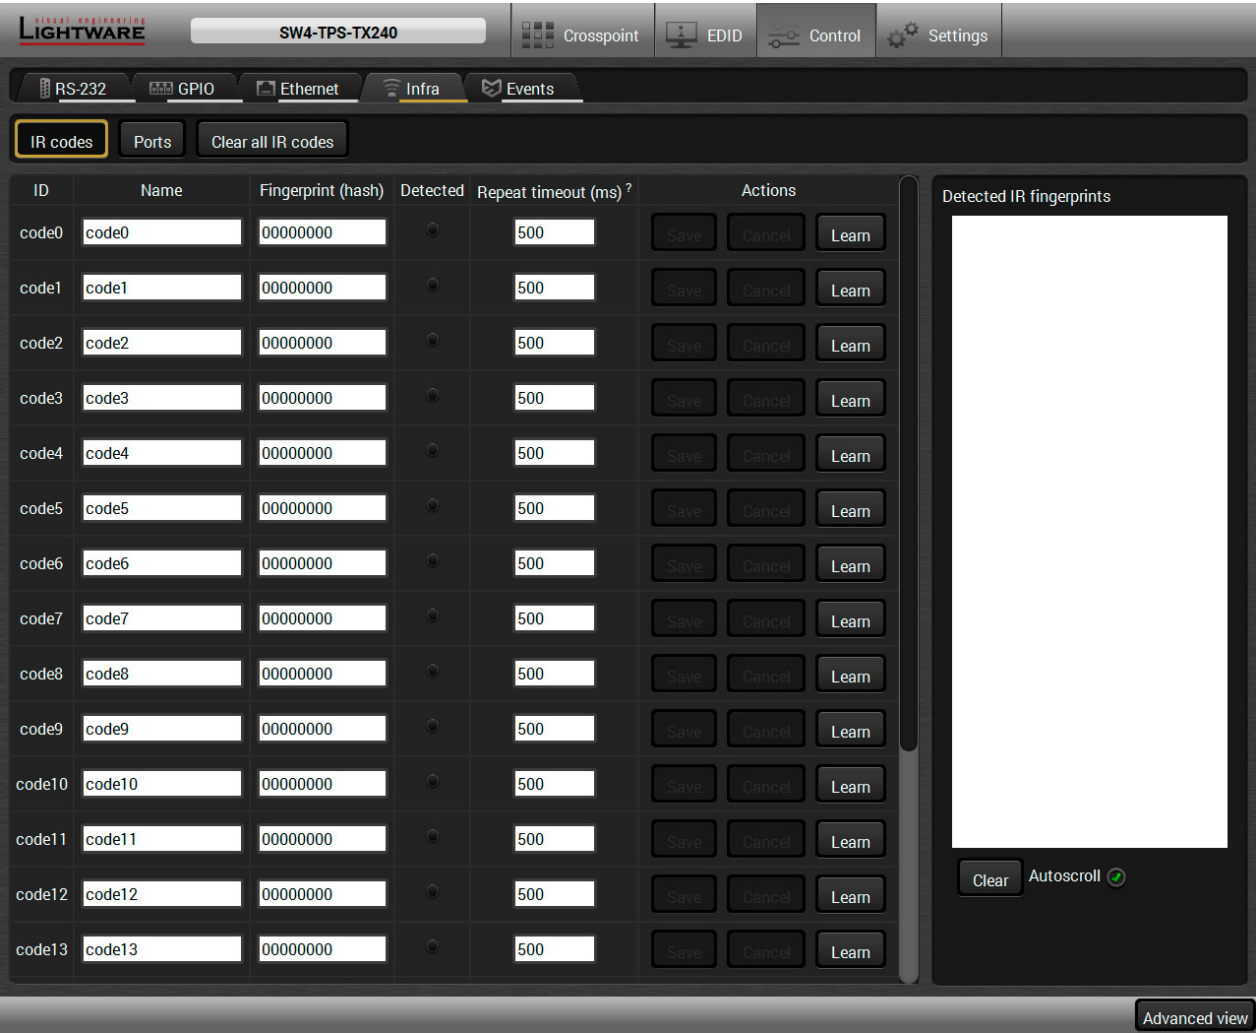 visual engineering
LIGHTWARE
SW4-TPS-TX240
Crosspoint
EDID
Control
Settings
RS-232
GPIO
Ethernet
Infra
Events
IR codes
Ports
Clear all IR codes
ID Name Fingerprint (hash) Detected Repeat timeout (ms) ? Actions
Detected IR fingerprints
code0 code0 00000000 500 Save Cancel Learn
code1 code1 00000000 500 Save Cancel Learn
code2 code2 00000000 500 Save Cancel Learn
code3 code3 00000000 500 Save Cancel Learn
code4 code4 00000000 500 Save Cancel Learn
code5 code5 00000000 500 Save Cancel Learn
code6 code6 00000000 500 Save Cancel Learn
code7 code7 00000000 500 Save Cancel Learn
code8 code8 00000000 500 Save Cancel Learn
code9 code9 00000000 500 Save Cancel Learn
code10 code10 00000000 500 Save Cancel Learn
code11 code11 00000000 500 Save Cancel Learn
code12 code12 00000000 500 Save Cancel Learn
code13 code13 00000000 500 Save Cancel Learn
Clear Autoscroll
Advanced view